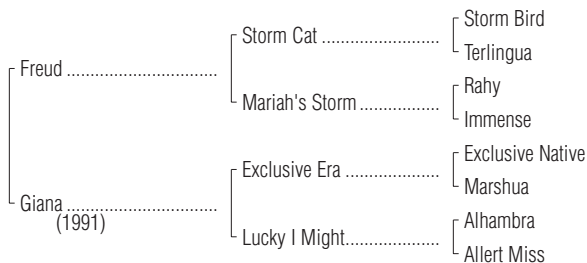 Storm Bird
Storm Cat ..............................
Terlingua
Freud ......................................
Rahy
Mariah's Storm ....................
Immense
Exclusive Native
Exclusive Era ........................
Marshua
Giana ......................................
(1991)
Alhambra
Lucky I Might........................
Allert Miss